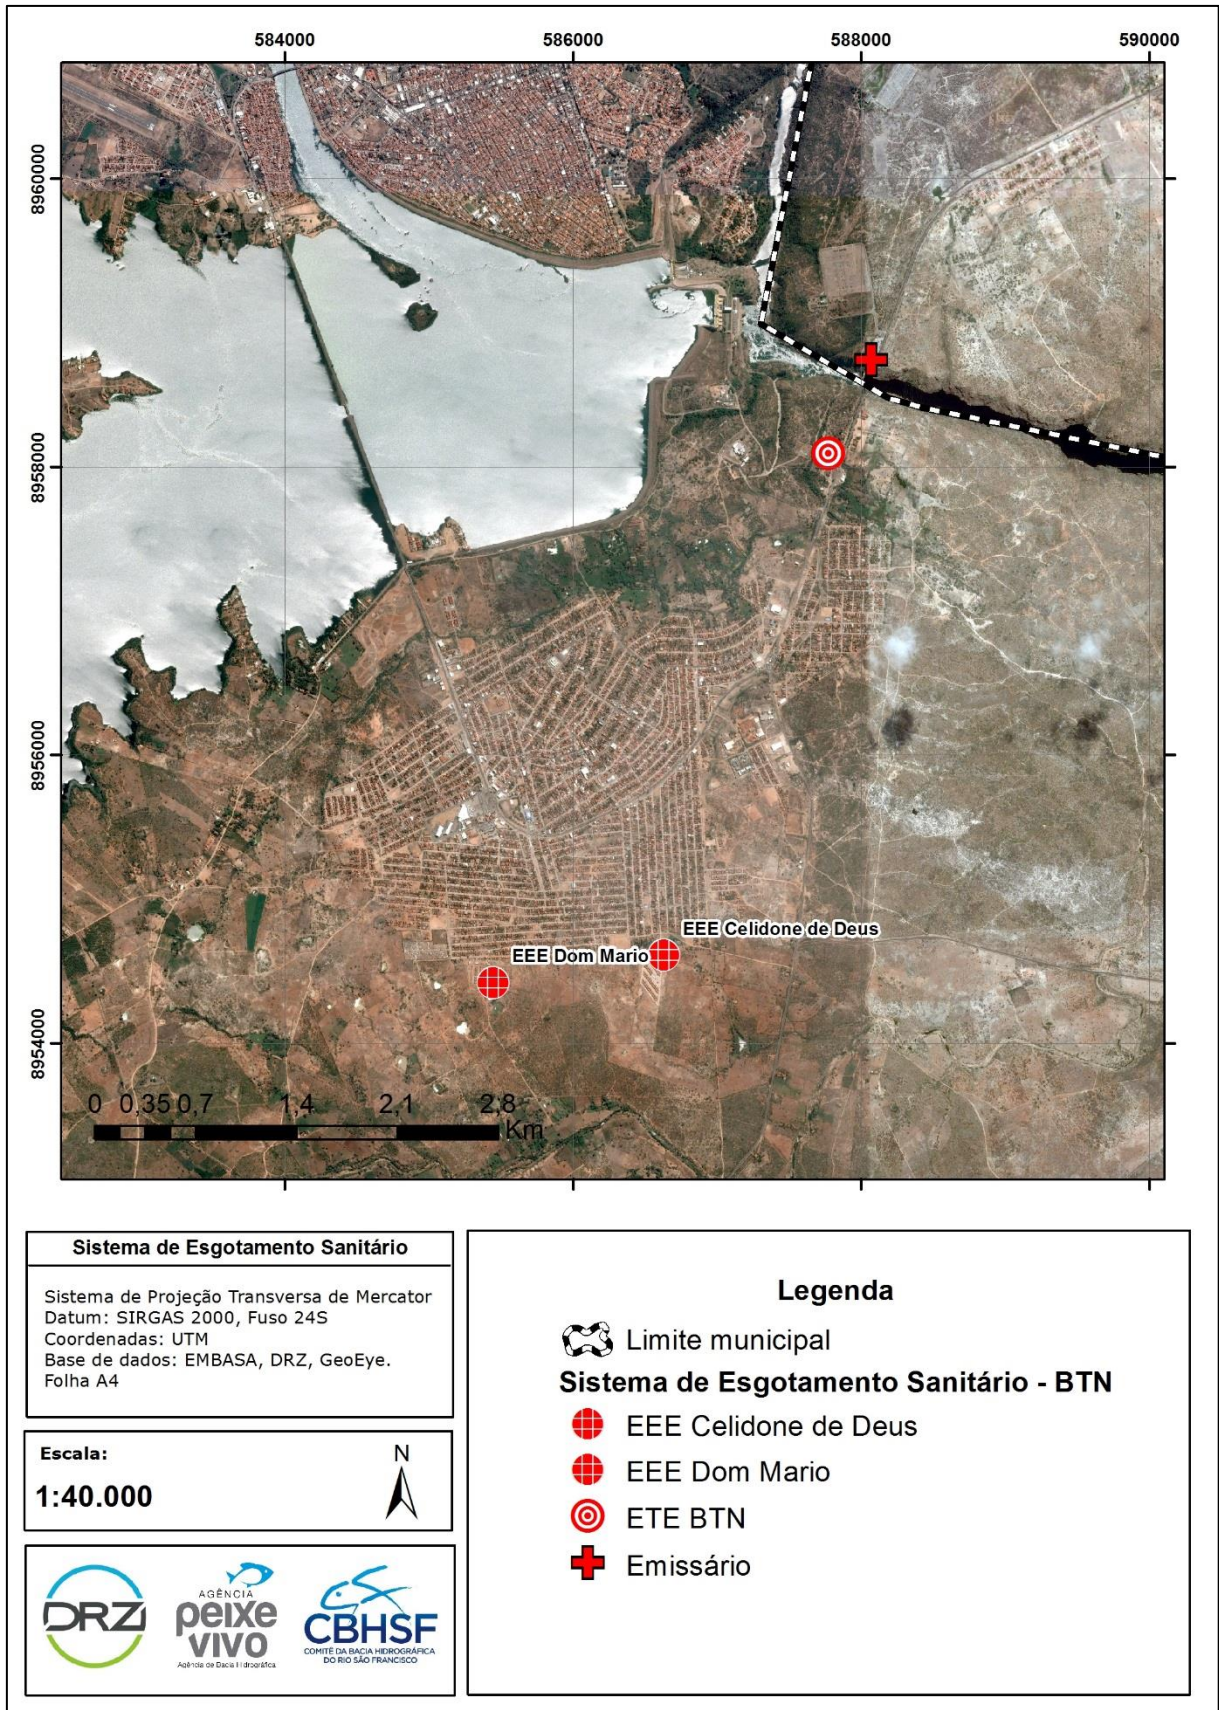 584000 586000 588000 590000
8960000
8958000
8956000
8954000
EEE Celidone de Deus
EEE Dom Mario
0 0,35 0,7 1,4 2,1 2,8
Km
Sistema de Esgotamento Sanitário
Sistema de Projeção Transversa de Mercator
Datum: SIRGAS 2000, Fuso 24S
Coordenadas: UTM
Base de dados: EMBASA, DRZ, GeoEye.
Folha A4
Escala:
1:40.000
N
DRZ
AGÊNCIA
peixe
vivo
Agência de Bacia Hidrográfica
CBHSF
COMITÊ DA BACIA HIDROGRÁFICA
DO RIO SÃO FRANCISCO
Legenda
Limite municipal
Sistema de Esgotamento Sanitário - BTN
EEE Celidone de Deus
EEE Dom Mario
ETE BTN
Emissário